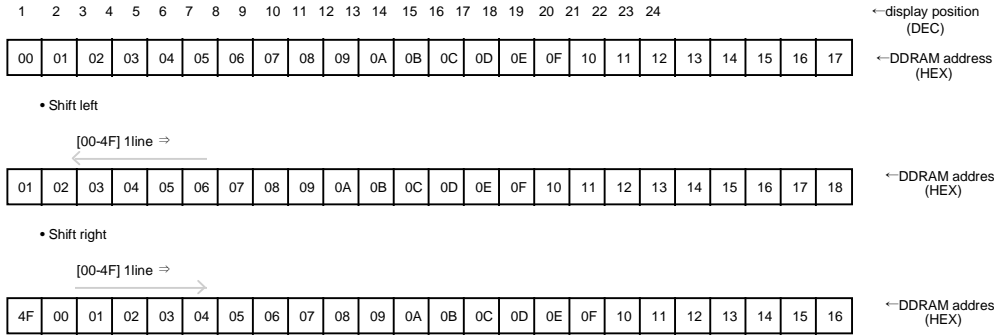 1 2 3 4 5 6 7 8 9 10 11 12 13 14 15 16 17 18 19 20 21 22 23 24 ←display position
(DEC)
00 01 02 03 04 05 06 07 08 09 0A 0B 0C 0D 0E 0F 10 11 12 13 14 15 16 17 ←DDRAM address
(HEX)
• Shift left
[00-4F] 1line ⇒
01 02 03 04 05 06 07 08 09 0A 0B 0C 0D 0E 0F 10 11 12 13 14 15 16 17 18 ←DDRAM addres
(HEX)
• Shift right
[00-4F] 1line ⇒
4F 00 01 02 03 04 05 06 07 08 09 0A 0B 0C 0D 0E 0F 10 11 12 13 14 15 16 ←DDRAM addres
(HEX)